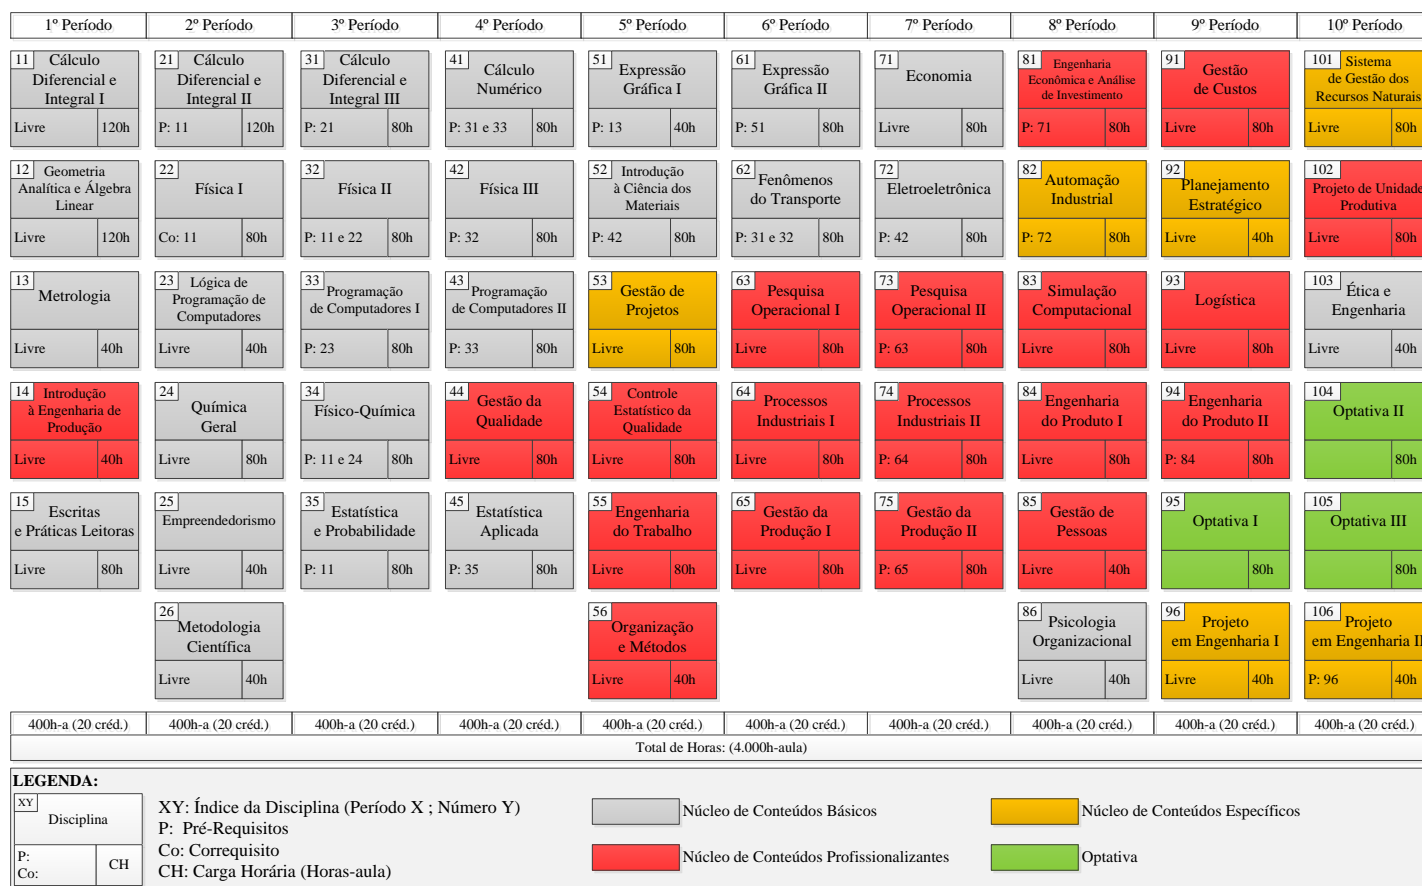 1º Período
2º Período
3º Período
4º Período
5º Período
6º Período
7º Período
8º Período
9º Período
10º Período
11
Cálculo
Diferencial e
Integral I
Livre
120h
21
Cálculo
Diferencial e
Integral II
P: 11
120h
31
Cálculo
Diferencial e
Integral III
P: 21
80h
41
Cálculo
Numérico
P: 31 e 33
80h
51
Expressão
Gráfica I
P: 13
40h
61
Expressão
Gráfica II
P: 51
80h
71
Economia
Livre
80h
81
Engenharia
Econômica e Análise
de Investimento
P: 71
80h
91
Gestão
de Custos
Livre
80h
101
Sistema
de Gestão dos
Recursos Naturais
Livre
80h
12
Geometria
Analítica e Álgebra
Linear
Livre
120h
22
Física I
Co: 11
80h
32
Física II
P: 11 e 22
80h
42
Física III
P: 32
80h
52
Introdução
à Ciência dos
Materiais
P: 42
80h
62
Fenômenos
do Transporte
P: 31 e 32
80h
72
Eletroeletrônica
P: 42
80h
82
Automação
Industrial
P: 72
80h
92
Planejamento
Estratégico
Livre
40h
102
Projeto de Unidade
Produtiva
Livre
80h
13
Metrologia
Livre
40h
23
Lógica de
Programação de
Computadores
Livre
40h
33
Programação
de Computadores I
P: 23
80h
43
Programação
de Computadores II
P: 33
80h
53
Gestão de
Projetos
Livre
80h
63
Pesquisa
Operacional I
Livre
80h
73
Pesquisa
Operacional II
P: 63
80h
83
Simulação
Computacional
Livre
80h
93
Logística
Livre
80h
103
Ética e
Engenharia
Livre
40h
14
Introdução
à Engenharia de
Produção
Livre
40h
24
Química
Geral
Livre
80h
34
Físico-Química
P: 11 e 24
80h
44
Gestão da
Qualidade
Livre
80h
54
Controle
Estatístico da
Qualidade
Livre
80h
64
Processos
Industriais I
Livre
80h
74
Processos
Industriais II
P: 64
80h
84
Engenharia
do Produto I
Livre
80h
94
Engenharia
do Produto II
P: 84
80h
104
Optativa II
80h
15
Escritas
e Práticas Leitoras
Livre
80h
25
Empreendedorismo
Livre
40h
35
Estatística
e Probabilidade
P: 11
80h
45
Estatística
Aplicada
P: 35
80h
55
Engenharia
do Trabalho
Livre
80h
65
Gestão da
Produção I
Livre
80h
75
Gestão da
Produção II
P: 65
80h
85
Gestão de
Pessoas
Livre
40h
95
Optativa I
80h
105
Optativa III
80h
26
Metodologia
Científica
Livre
40h
56
Organização
e Métodos
Livre
40h
86
Psicologia
Organizacional
Livre
40h
96
Projeto
em Engenharia I
Livre
40h
106
Projeto
em Engenharia II
P: 96
40h
400h-a (20 créd.)
400h-a (20 créd.)
400h-a (20 créd.)
400h-a (20 créd.)
400h-a (20 créd.)
400h-a (20 créd.)
400h-a (20 créd.)
400h-a (20 créd.)
400h-a (20 créd.)
400h-a (20 créd.)
Total de Horas: (4.000h-aula)
LEGENDA:
XY
Disciplina
P:
Co:
CH
XY: Índice da Disciplina (Período X ; Número Y)
P: Pré-Requisitos
Co: Correquisito
CH: Carga Horária (Horas-aula)
Núcleo de Conteúdos Básicos
Núcleo de Conteúdos Profissionalizantes
Núcleo de Conteúdos Específicos
Optativa